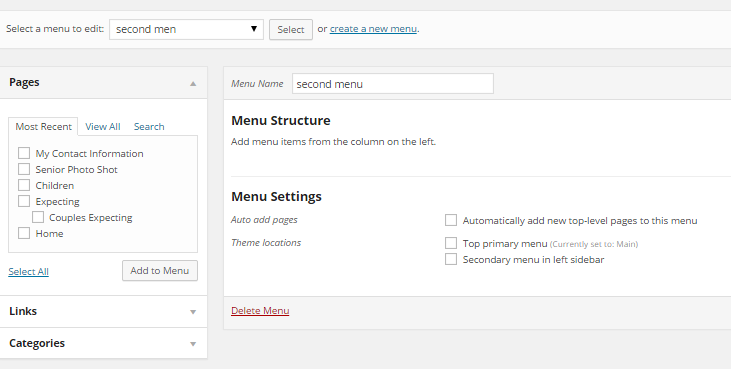 Select a menu to edit: second men Select or create a new menu.
Pages
Most Recent View All Search
My Contact Information
Senior Photo Shot
Children
Expecting
Couples Expecting
Home
Select All Add to Menu
Links
Categories
Menu Name second menu
Menu Structure
Add menu items from the column on the left.
Menu Settings
Auto add pages Automatically add new top-level pages to this menu
Theme locations Top primary menu (Currently set to: Main)
Secondary menu in left sidebar
Delete Menu